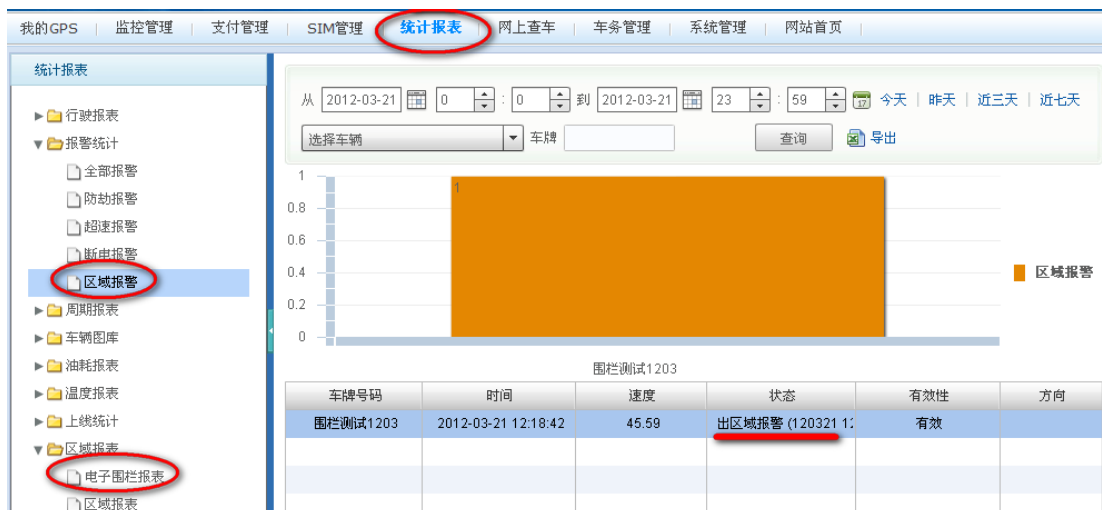 我的GPS 监控管理 支付管理 SIM管理 统计报表 网上查车 车务管理 系统管理 网站首页
统计报表
行驶报表
报警统计
全部报警
防劫报警
超速报警
断电报警
区域报警
周期报表
车辆图库
油耗报表
温度报表
上线统计
区域报表
电子围栏报表
区域报表
从 2012-03-21 0 : 0 到 2012-03-21 23 : 59 17 今天 昨天 近三天 近七天
选择车辆 车牌 查询 导出
1
1
0.8
0.6
0.4
0.2
0
区域报警
围栏测试1203
车牌号码 时间 速度 状态 有效性 方向
围栏测试1203 2012-03-21 12:18:42 45.59 出区域报警 (120321 12 有效